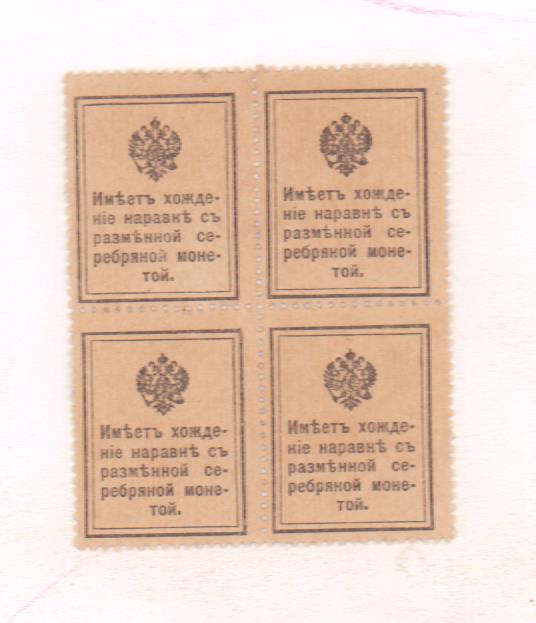 Имѣетъ хожде-
ніе наравнѣ съ
размѣнной се-
ребряной моне-
той.
Имѣетъ хожде-
ніе наравнѣ съ
размѣнной се-
ребряной моне-
той.
Имѣетъ хожде-
ніе наравнѣ съ
размѣнной се-
ребряной моне-
той.
Имѣетъ хожде-
ніе наравнѣ съ
размѣнной се-
ребряной моне-
той.